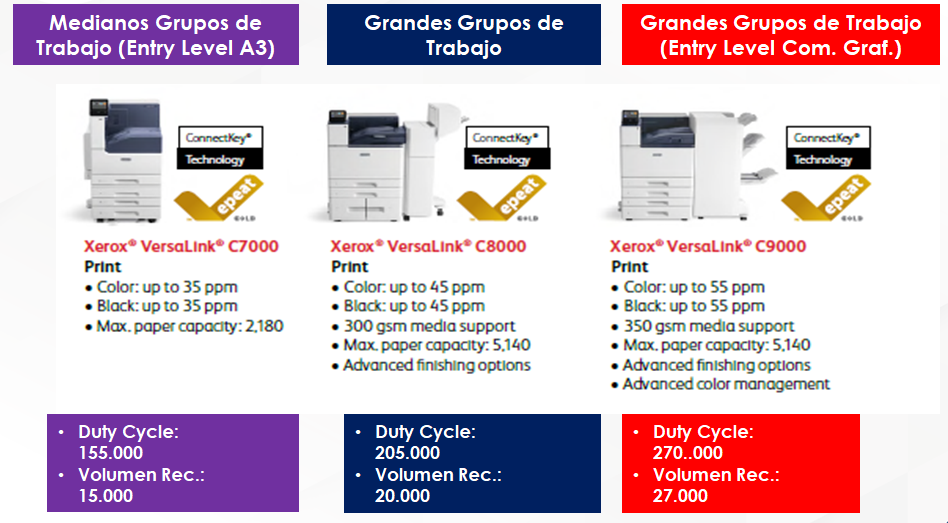 Medianos Grupos de
Trabajo (Entry Level A3)
Grandes Grupos de
Trabajo
Grandes Grupos de Trabajo
(Entry Level Com. Graf.)
ConnectKey®
Technology
epeat
GOLD
ConnectKey®
Technology
epeat
GOLD
ConnectKey®
Technology
epeat
GOLD
Xerox® VersaLink® C7000
Print
• Color: up to 35 ppm
• Black: up to 35 ppm
• Max. paper capacity: 2,180
Xerox® VersaLink® C8000
Print
• Color: up to 45 ppm
• Black: up to 45 ppm
• 300 gsm media support
• Max. paper capacity: 5,140
• Advanced finishing options
Xerox® VersaLink® C9000
Print
• Color: up to 55 ppm
• Black: up to 55 ppm
• 350 gsm media support
• Max. paper capacity: 5,140
• Advanced finishing options
• Advanced color management
• Duty Cycle:
155.000
• Volumen Rec.:
15.000
• Duty Cycle:
205.000
• Volumen Rec.:
20.000
• Duty Cycle:
270..000
• Volumen Rec.:
27.000